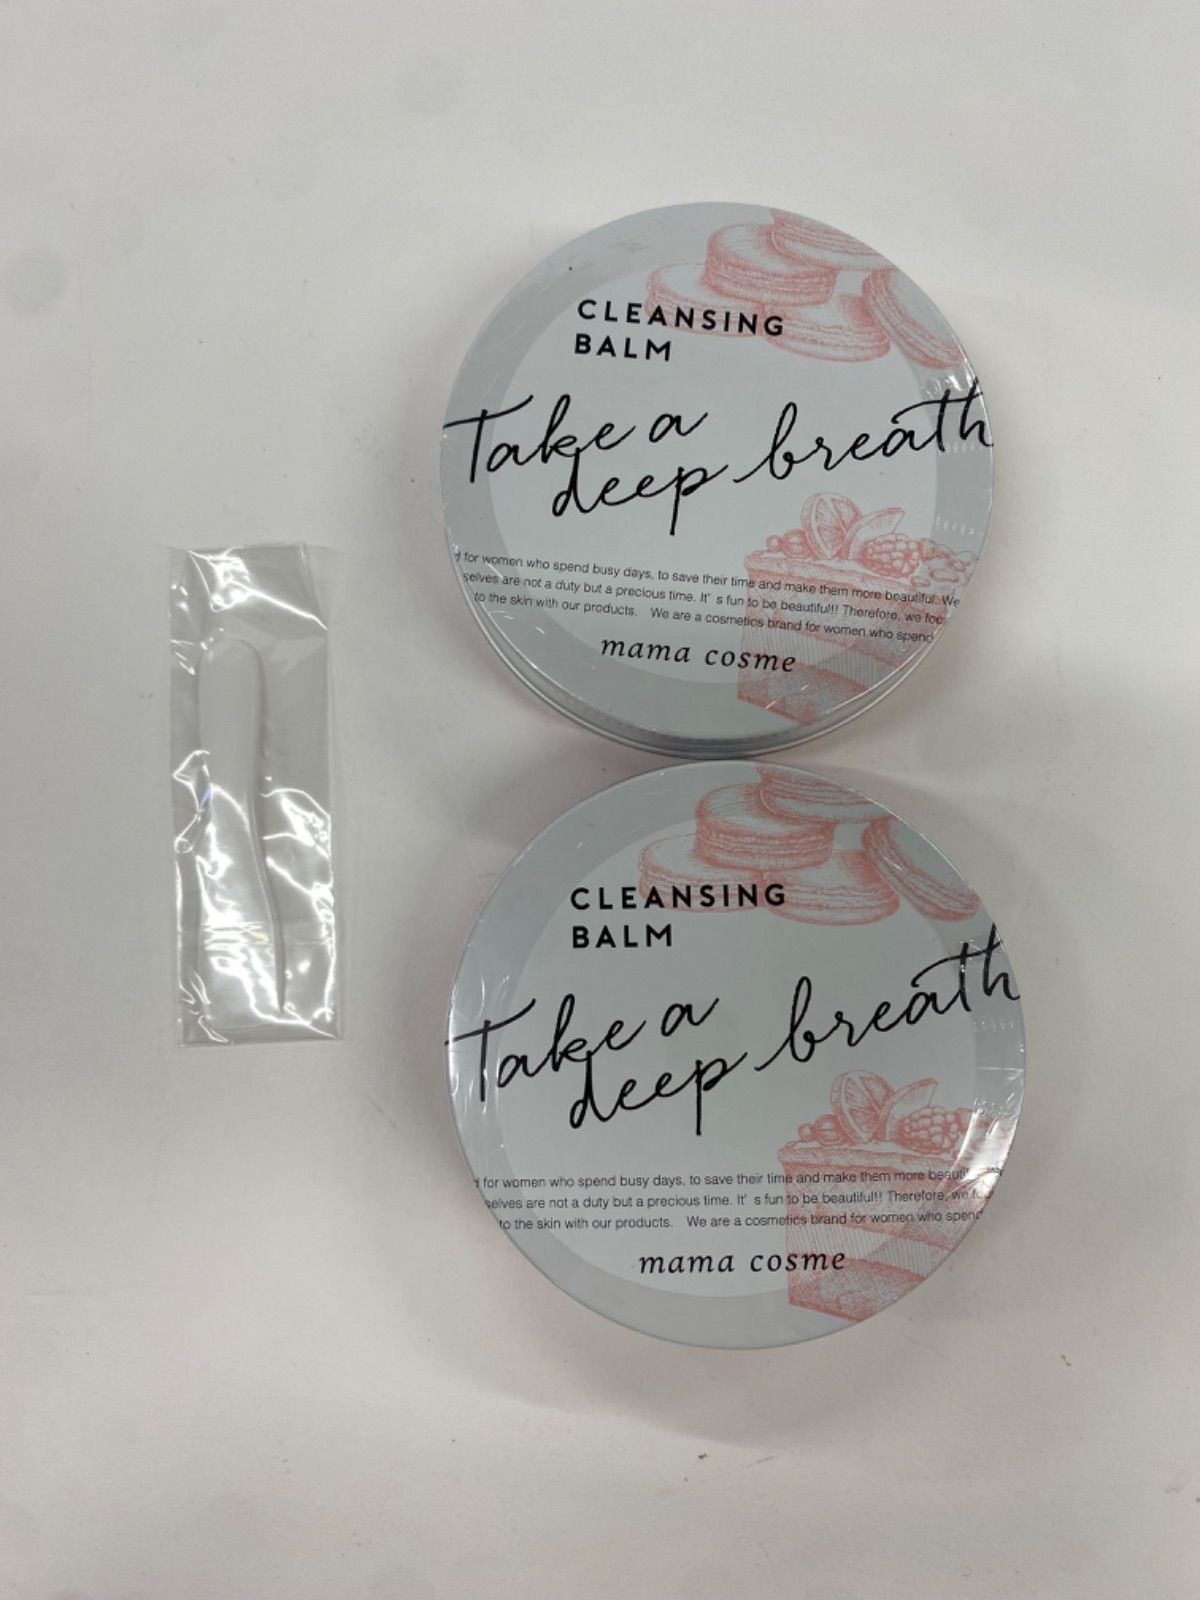 CLEANSING
BALM
Take a
deep breath
for women who spend busy days, to save their time and make them more beautiful. We
selves are not a duty but a precious time. It' s fun to be beautiful!! Therefore, we
to the skin with our products. We are a cosmetics brand for women who spend
mama cosme
CLEANSING
BALM
Take a
deep breath
for women who spend busy days, to save their time and make them more
selves are not a duty but a precious time. It' s fun to be beautiful!! Therefore, we
to the skin with our products. We are a cosmetics brand for women who spend
mama cosme